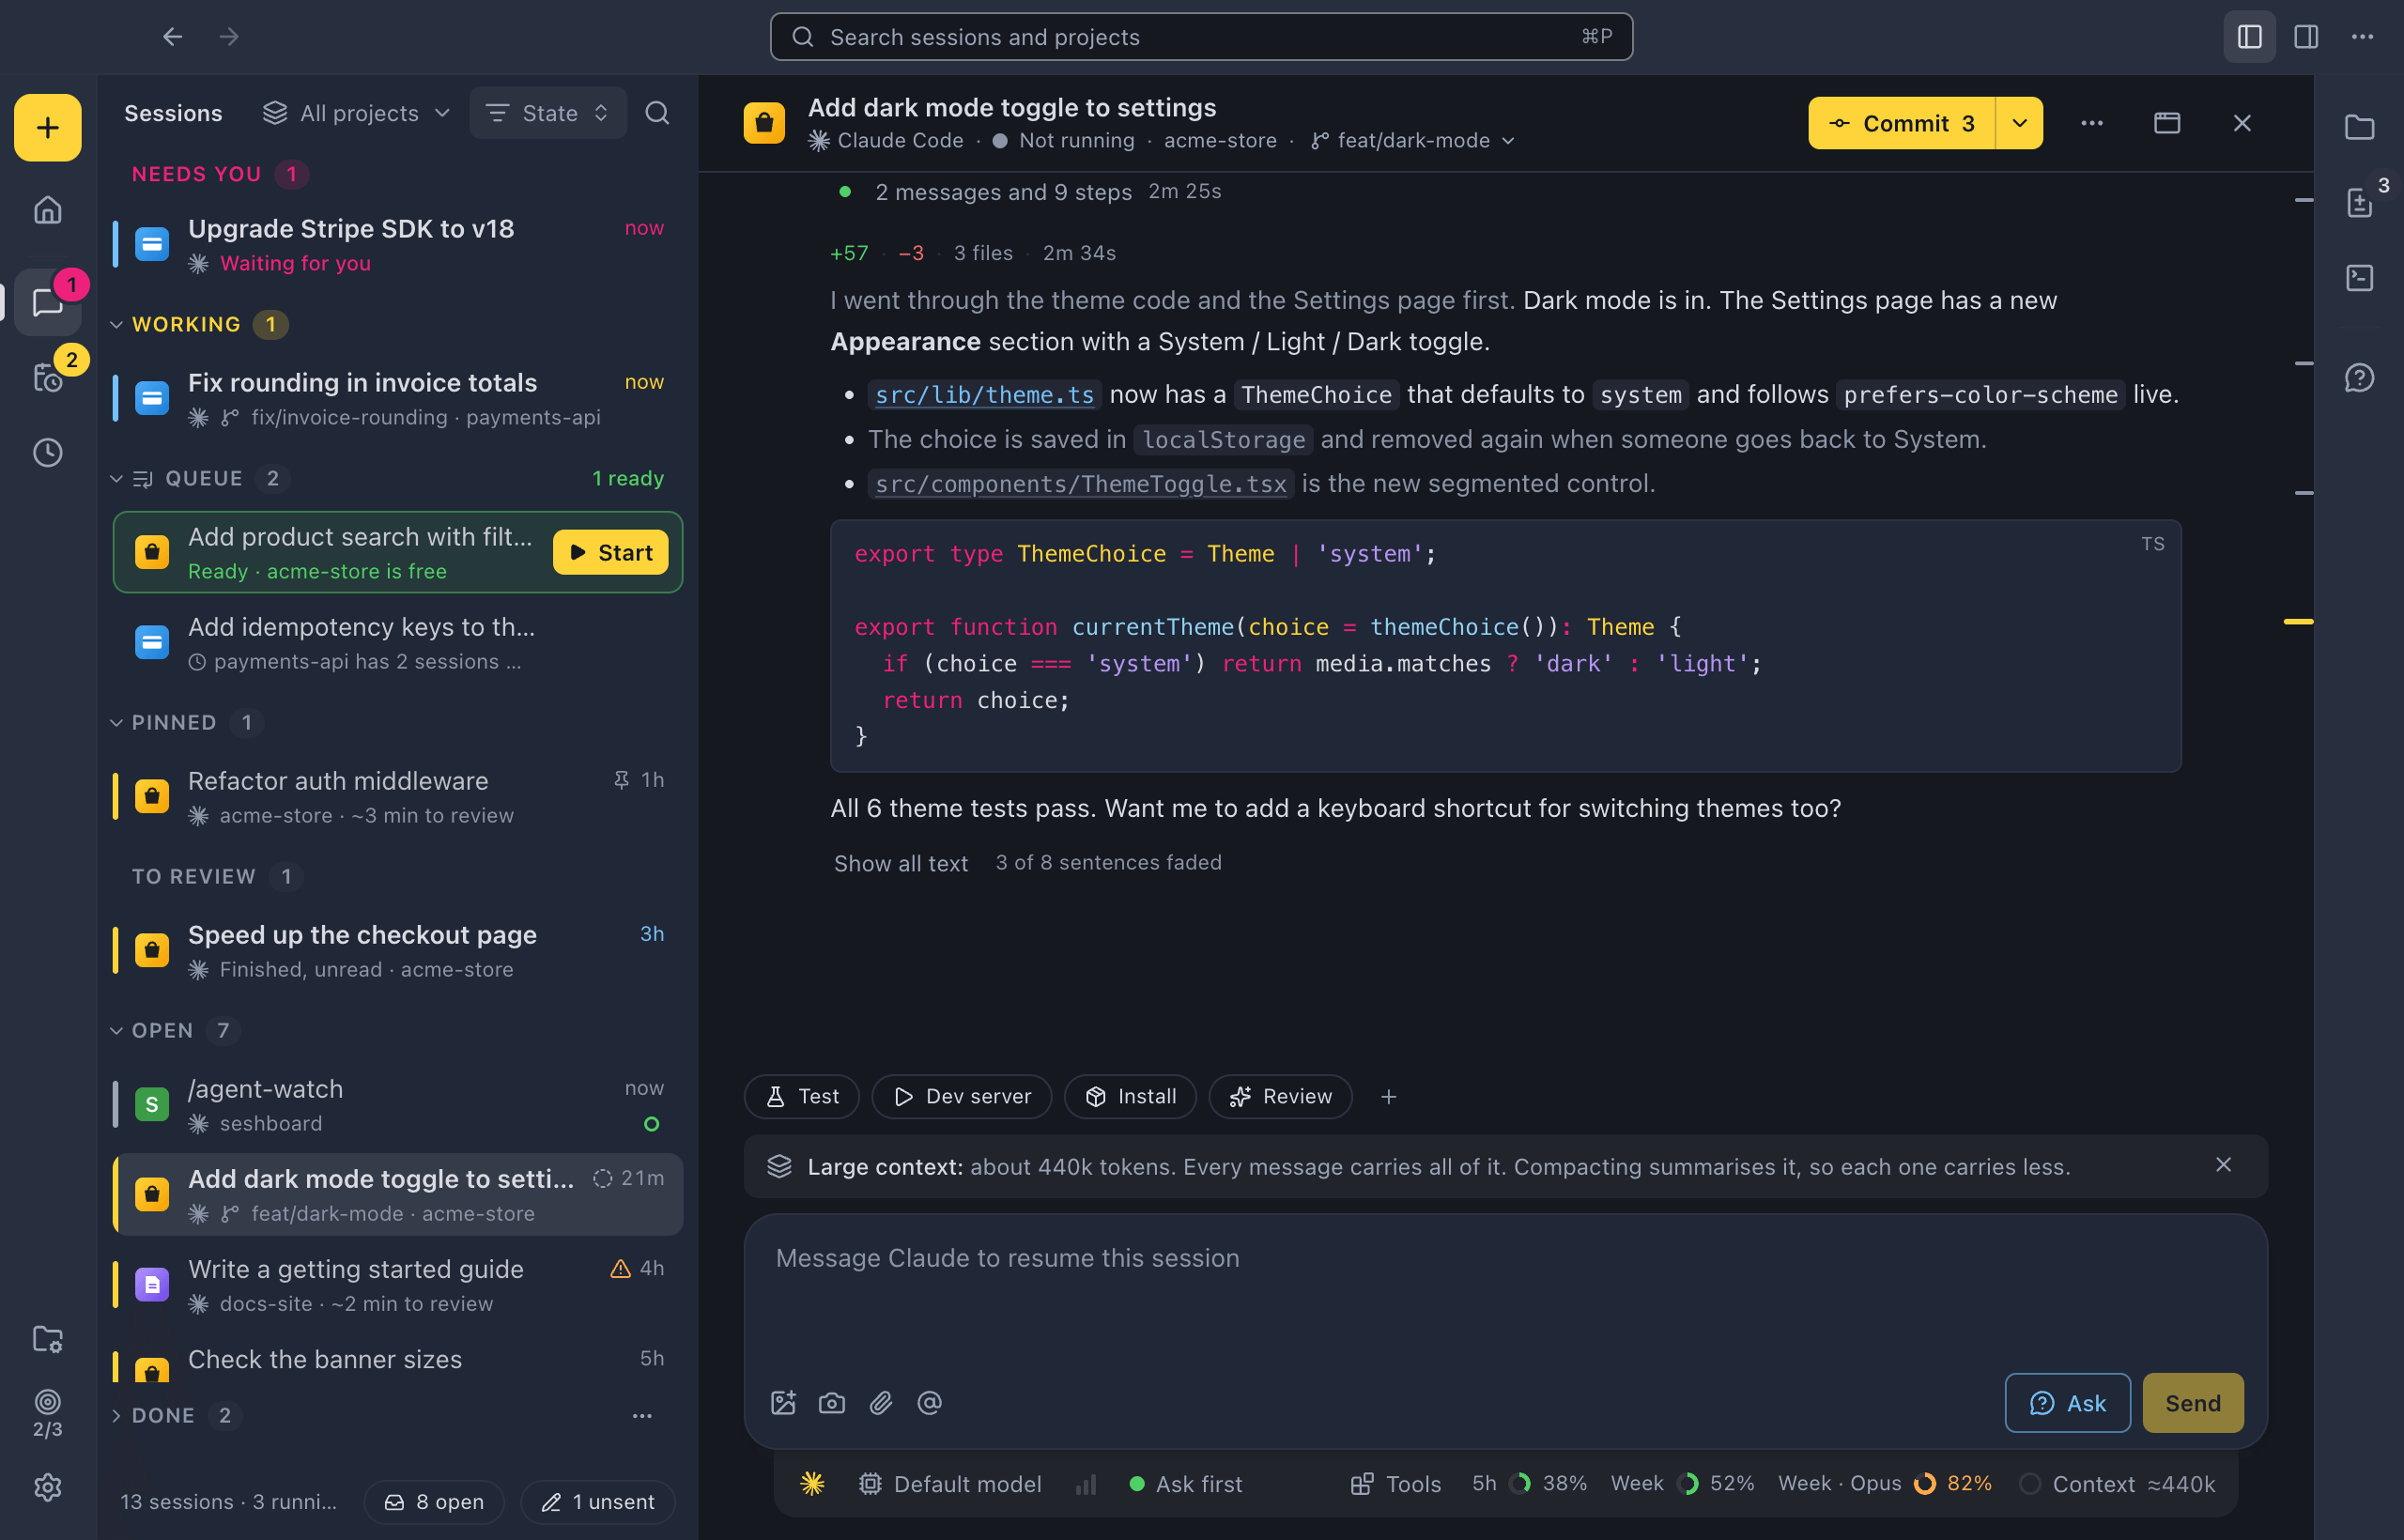 Search sessions and projects ⌘P
Sessions All projects State
NEEDS YOU 1
Upgrade Stripe SDK to v18 now
Waiting for you
WORKING 1
Fix rounding in invoice totals now
fix/invoice-rounding · payments-api
QUEUE 2 1 ready
Add product search with filt...
Ready · acme-store is free
Start
Add idempotency keys to th...
payments-api has 2 sessions ...
PINNED 1
Refactor auth middleware 1h
acme-store · ~3 min to review
TO REVIEW 1
Speed up the checkout page 3h
Finished, unread · acme-store
OPEN 7
S
/agent-watch now
seshboard
Add dark mode toggle to setti... 21m
feat/dark-mode · acme-store
Write a getting started guide 4h
docs-site · ~2 min to review
Check the banner sizes 5h
DONE 2
13 sessions · 3 runni... 8 open 1 unsent
1
2
2/3
Add dark mode toggle to settings
Claude Code · Not running · acme-store · feat/dark-mode
Commit 3
2 messages and 9 steps 2m 25s
+57 · −3 · 3 files · 2m 34s
I went through the theme code and the Settings page first. Dark mode is in. The Settings page has a new
Appearance section with a System / Light / Dark toggle.
• src/lib/theme.ts now has a ThemeChoice that defaults to system and follows prefers-color-scheme live.
• The choice is saved in localStorage and removed again when someone goes back to System.
• src/components/ThemeToggle.tsx is the new segmented control.
TS
export type ThemeChoice = Theme | 'system';
export function currentTheme(choice = themeChoice()): Theme {
if (choice === 'system') return media.matches ? 'dark' : 'light';
return choice;
}
All 6 theme tests pass. Want me to add a keyboard shortcut for switching themes too?
Show all text 3 of 8 sentences faded
Test Dev server Install Review
Large context: about 440k tokens. Every message carries all of it. Compacting summarises it, so each one carries less.
Message Claude to resume this session
Ask Send
Default model Ask first Tools 5h 38% Week 52% Week · Opus 82% Context ≈440k
3